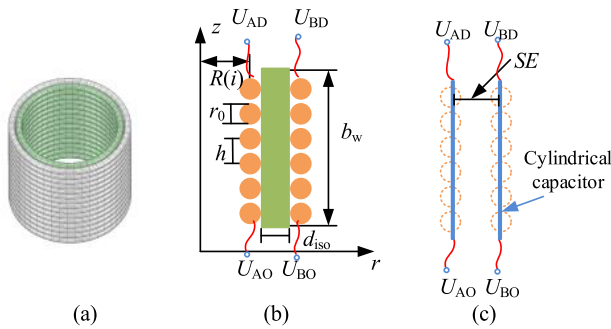 U_AD U_BD
z
R(i)
r_0
h
b_w
d_iso
r
U_AO U_BO
U_AD U_BD
SE
Cylindrical
capacitor
U_AO U_BO
(a) (b) (c)